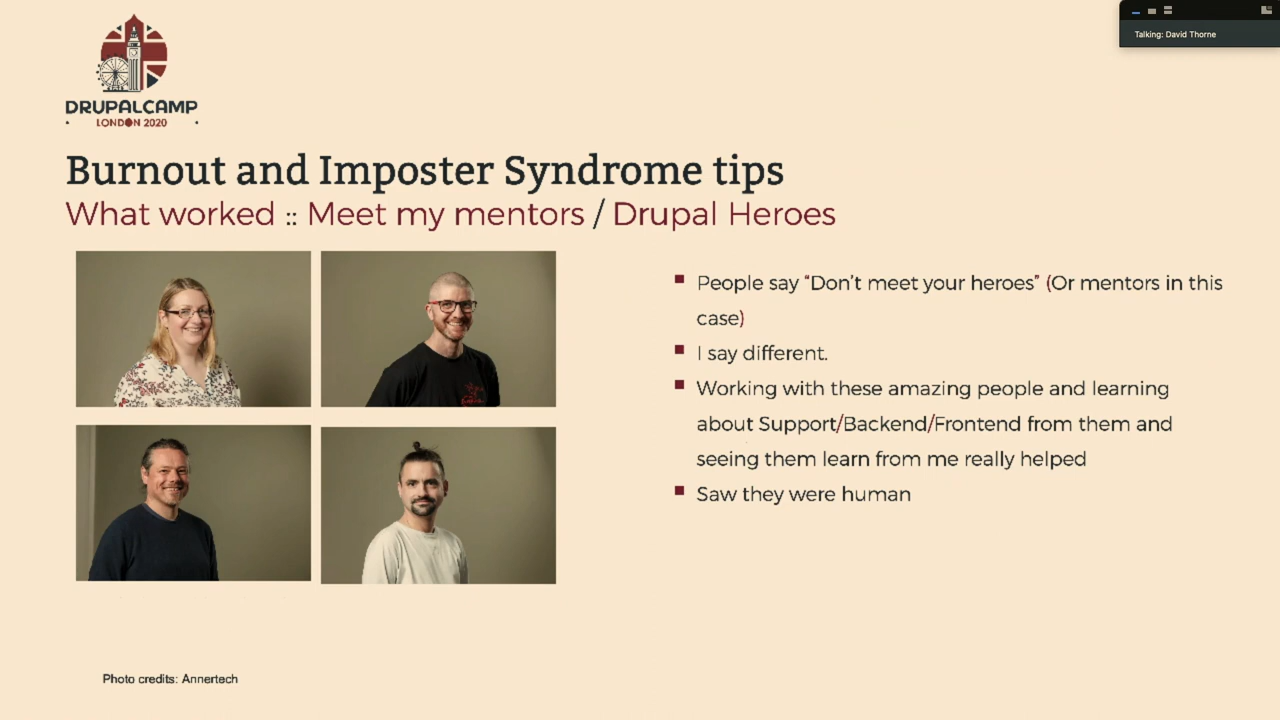 Talking: David Thorne
DRUPALCAMP
LONDON 2020
Burnout and Imposter Syndrome tips
What worked :: Meet my mentors / Drupal Heroes
People say “Don’t meet your heroes” (Or mentors in this
case)
I say different.
Working with these amazing people and learning
about Support/Backend/Frontend from them and
seeing them learn from me really helped
Saw they were human
Photo credits: Annertech